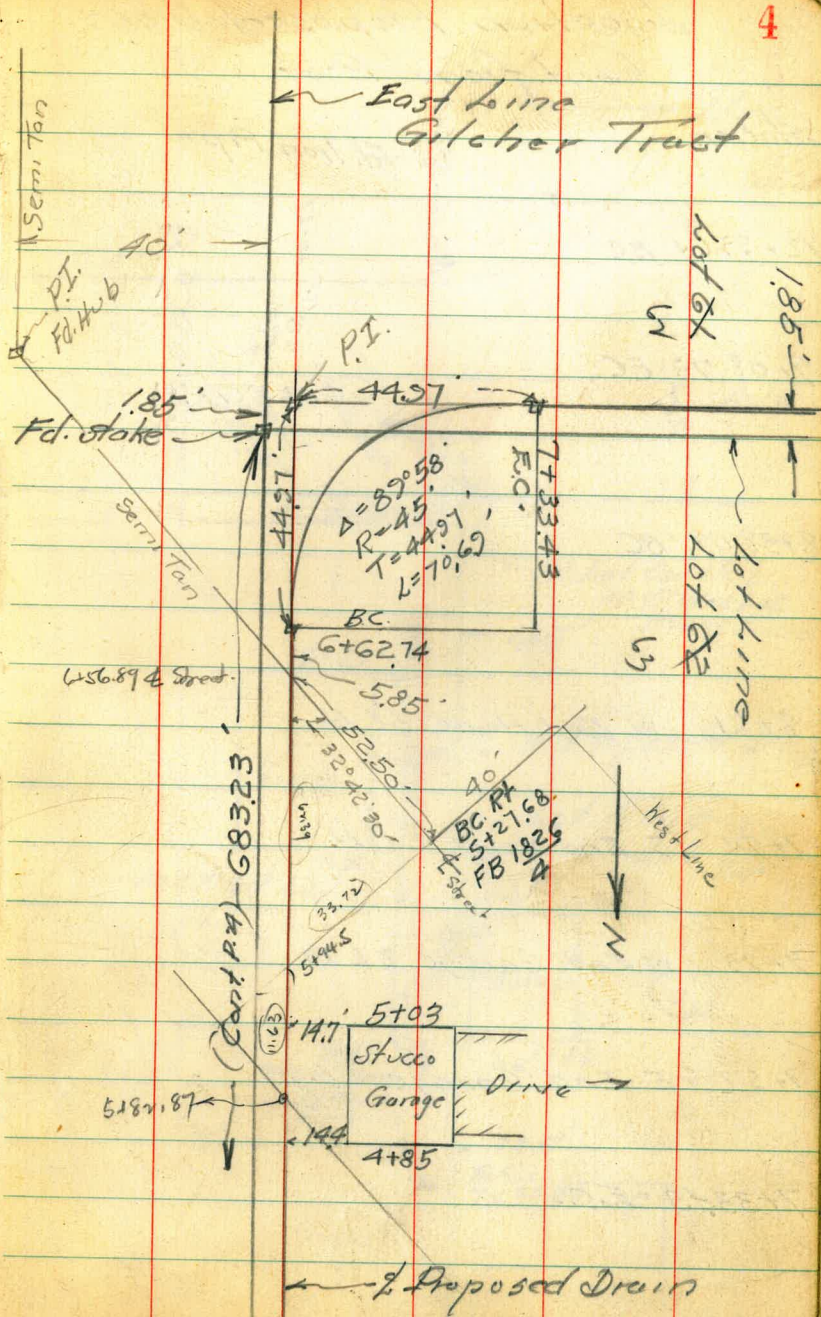 4
East Line
Gilcher Tract
Semi Tan
40'
P.I.
Fd. Hub
Lot 61
1.85'
P.I.
44.97'
1.85'
Fd. stake
44.97
Δ=89°58'
R=45'
T=44.97'
L=70.69'
E.C.
7+33.43
Semi Tan
Lot Line
Lot 62
63
B.C.
6+62.74
6+56.89 ℄ Street.
5.85'
52.50'
32°42'30"
40'
B.C. Rt
5+27.68
FB 1826
4
West Line
℄ Street
N
(Cont. P.4) 683.23'
33.72'
5+94.5
11.63
14.7'
5+03
Stucco
Garage
Drive
5+82.87
14.4
4+85
℄ Proposed Drain